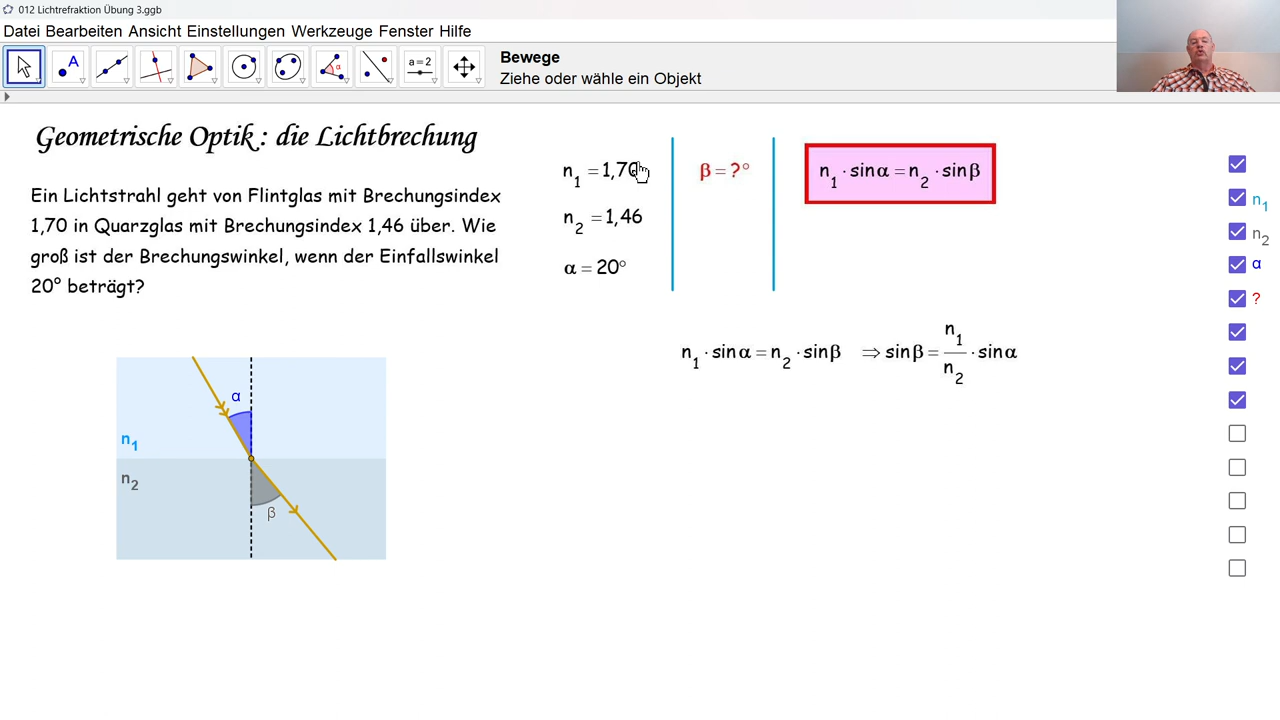 012 Lichtrefraktion Übung 3.ggb
Datei Bearbeiten Ansicht Einstellungen Werkzeuge Fenster Hilfe
A
α
a=2
Bewege
Ziehe oder wähle ein Objekt
Geometrische Optik : die Lichtbrechung
Ein Lichtstrahl geht von Flintglas mit Brechungsindex
1,70 in Quarzglas mit Brechungsindex 1,46 über. Wie
groß ist der Brechungswinkel, wenn der Einfallswinkel
20° beträgt?
n₁ = 1,70
n₂ = 1,46
α = 20°
β = ?°
n₁ · sinα = n₂ · sinβ
n₁ · sinα = n₂ · sinβ ⇒ sinβ = n₁/n₂ · sinα
α
n₁
n₂
β
n₁
n₂
α
?